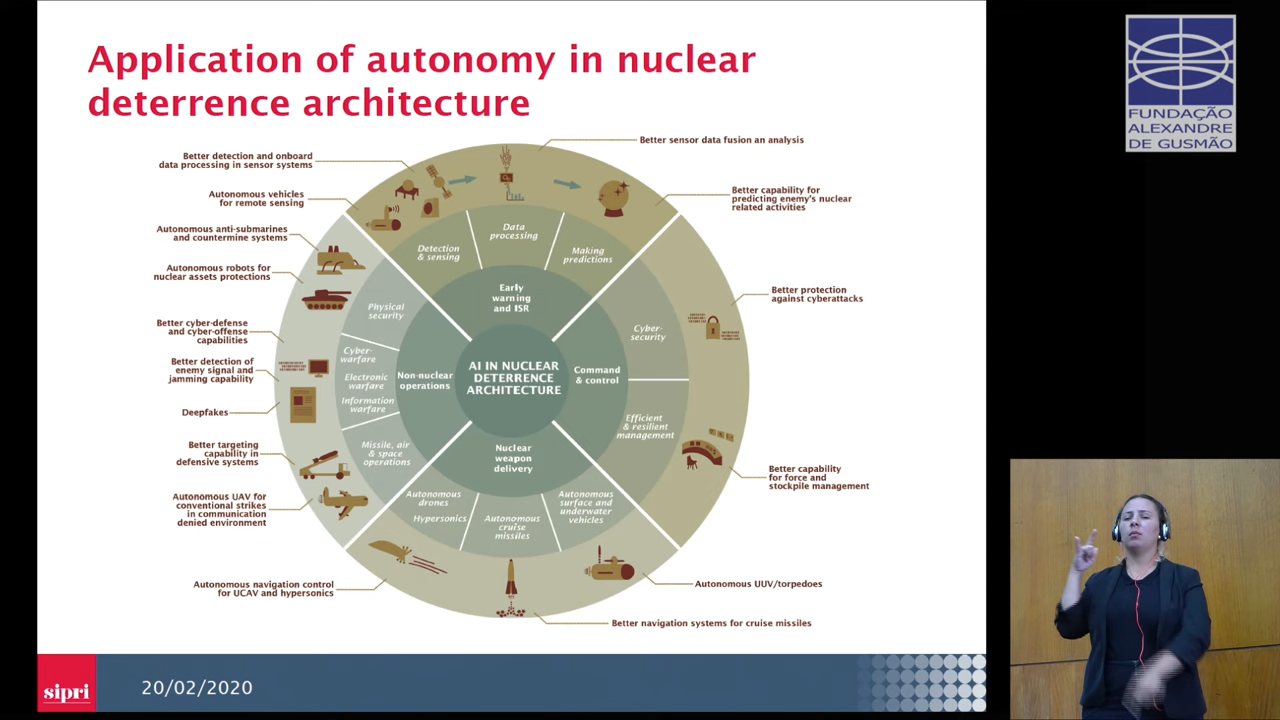 Application of autonomy in nuclear
deterrence architecture
FUNDAÇÃO
ALEXANDRE
DE GUSMÃO
Better sensor data fusion an analysis
Better detection and onboard
data processing in sensor systems
Autonomous vehicles
for remote sensing
Better capability for
predicting enemy's nuclear
related activities
Autonomous anti-submarines
and countermine systems
Autonomous robots for
nuclear assets protections
Better protection
against cyberattacks
Better cyber-defense
and cyber-offense
capabilities
Better detection of
enemy signal and
jamming capability
Deepfakes
Better targeting
capability in
defensive systems
Autonomous UAV for
conventional strikes
in communication
denied environment
Better capability
for force and
stockpile management
Autonomous navigation control
for UCAV and hypersonics
Autonomous UUV/torpedoes
Better navigation systems for cruise missiles
Detection
& sensing
Data
processing
Making
predictions
Early
warning
and ISR
Physical
security
Cyber-
warfare
Electronic
warfare
Information
warfare
Missile, air
& space
operations
Non-nuclear
operations
AI IN NUCLEAR
DETERRENCE
ARCHITECTURE
Command
& control
Cyber-
security
Efficient
& resilient
management
Nuclear
weapon
delivery
Autonomous
drones
Hypersonics
Autonomous
cruise
missiles
Autonomous
surface and
underwater
vehicles
sipri
20/02/2020